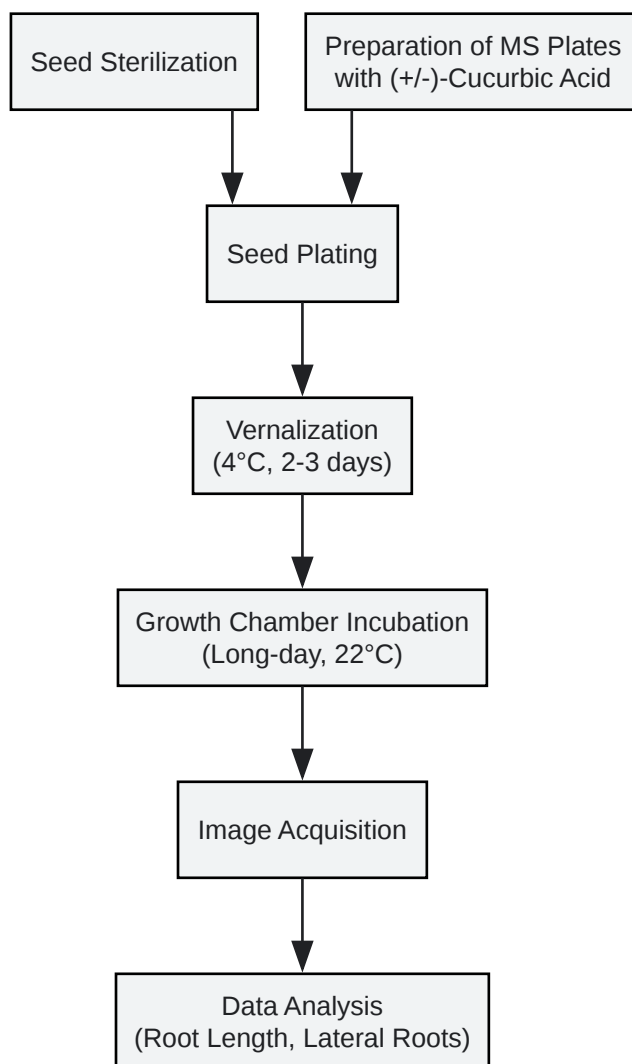 Seed Sterilization
Preparation of MS Plates
with (+/-)-Cucurbic Acid
Seed Plating
Vernalization
(4°C, 2-3 days)
Growth Chamber Incubation
(Long-day, 22°C)
Image Acquisition
Data Analysis
(Root Length, Lateral Roots)